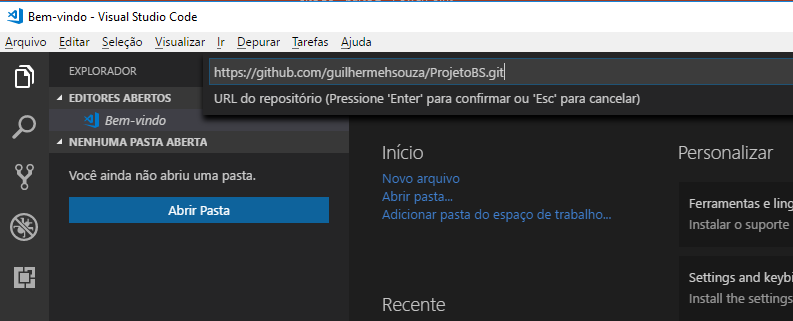 Bem-vindo - Visual Studio Code
Arquivo Editar Seleção Visualizar Ir Depurar Tarefas Ajuda
EXPLORADOR
https://github.com/guilhermehsouza/ProjetoBS.git
URL do repositório (Pressione 'Enter' para confirmar ou 'Esc' para cancelar)
EDITORES ABERTOS
Bem-vindo
NENHUMA PASTA ABERTA
Você ainda não abriu uma pasta.
Abrir Pasta
Início
Novo arquivo
Abrir pasta...
Adicionar pasta do espaço de trabalho...
Recente
Personalizar
Ferramentas e ling
Instalar o suporte
Settings and keybi
Install the settings